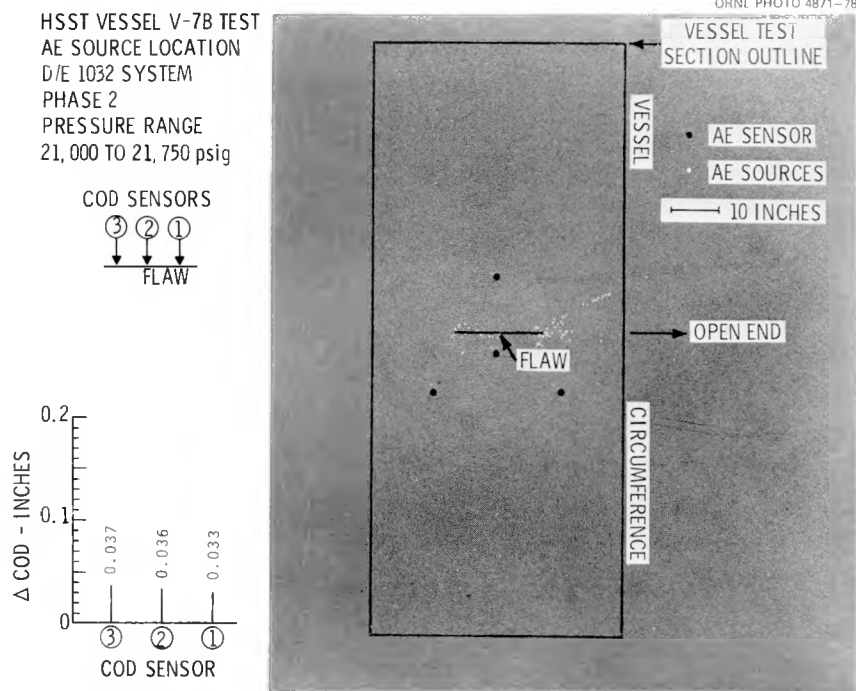 ORNL PHOTO 4871-78
HSST VESSEL V-7B TEST
AE SOURCE LOCATION
D/E 1032 SYSTEM
PHASE 2
PRESSURE RANGE
21,000 TO 21,750 psig
COD SENSORS
3 2 1
FLAW
0.2
0.1
0
Δ COD - INCHES
0.037
0.036
0.033
3 2 1
COD SENSOR
VESSEL TEST
SECTION OUTLINE
VESSEL
AE SENSOR
AE SOURCES
10 INCHES
OPEN END
FLAW
CIRCUMFERENCE